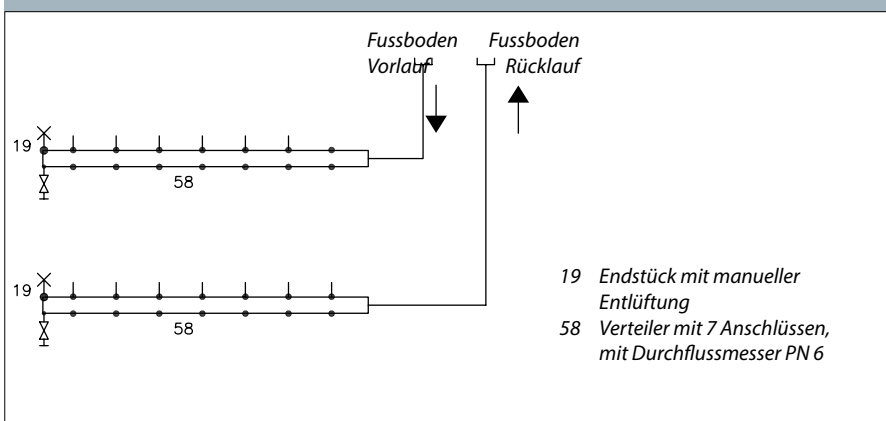 Fussboden Fussboden
Vorlauf Rücklauf
19
58
19
58
19 Endstück mit manueller
Entlüftung
58 Verteiler mit 7 Anschlüssen,
mit Durchflussmesser PN 6